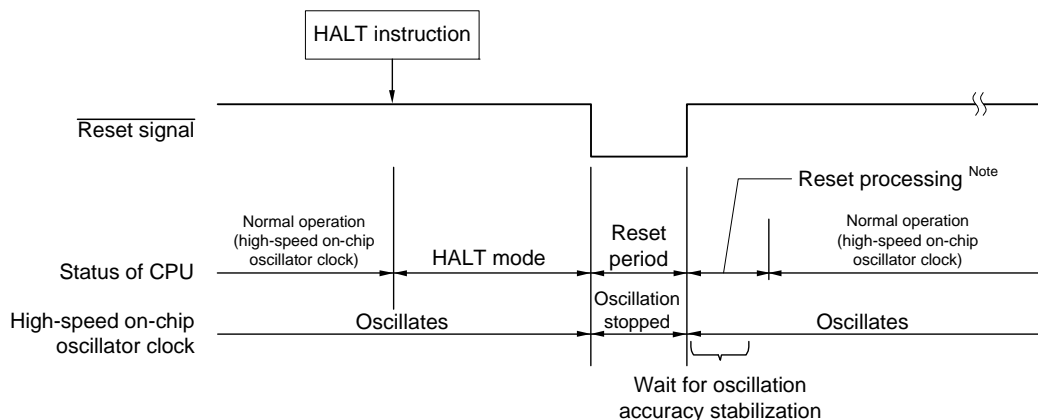 HALT instruction
Reset signal
Reset processing Note
Normal operation
(high-speed on-chip
oscillator clock)
Reset
period
Normal operation
(high-speed on-chip
oscillator clock)
Status of CPU
HALT mode
High-speed on-chip
oscillator clock
Oscillates
Oscillation
stopped
Oscillates
Wait for oscillation
accuracy stabilization